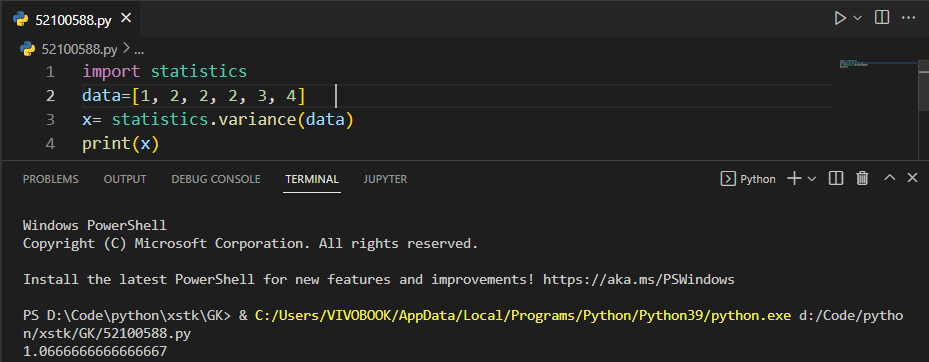 52100588.py
52100588.py > ...
1 import statistics
2 data=[1, 2, 2, 2, 3, 4]
3 x= statistics.variance(data)
4 print(x)
PROBLEMS OUTPUT DEBUG CONSOLE TERMINAL JUPYTER Python
Windows PowerShell
Copyright (C) Microsoft Corporation. All rights reserved.
Install the latest PowerShell for new features and improvements! https://aka.ms/PSWindows
PS D:\Code\python\xstk\GK> & C:/Users/VIVOBOOK/AppData/Local/Programs/Python/Python39/python.exe d:/Code/pytho
n/xstk/GK/52100588.py
1.0666666666666667